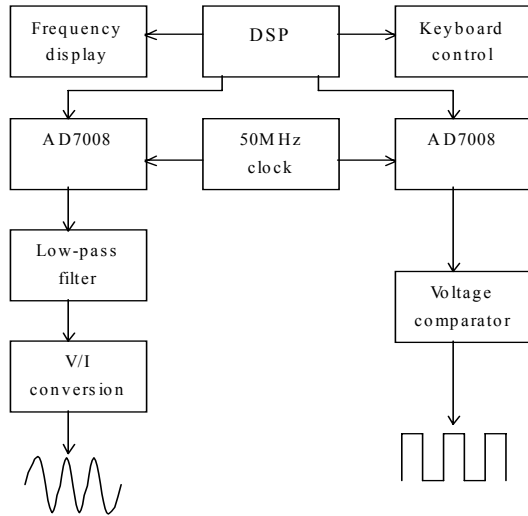 Frequency
display
DSP
Keyboard
control
AD7008
50MHz
clock
AD7008
Low-pass
filter
Voltage
comparator
V/I
conversion